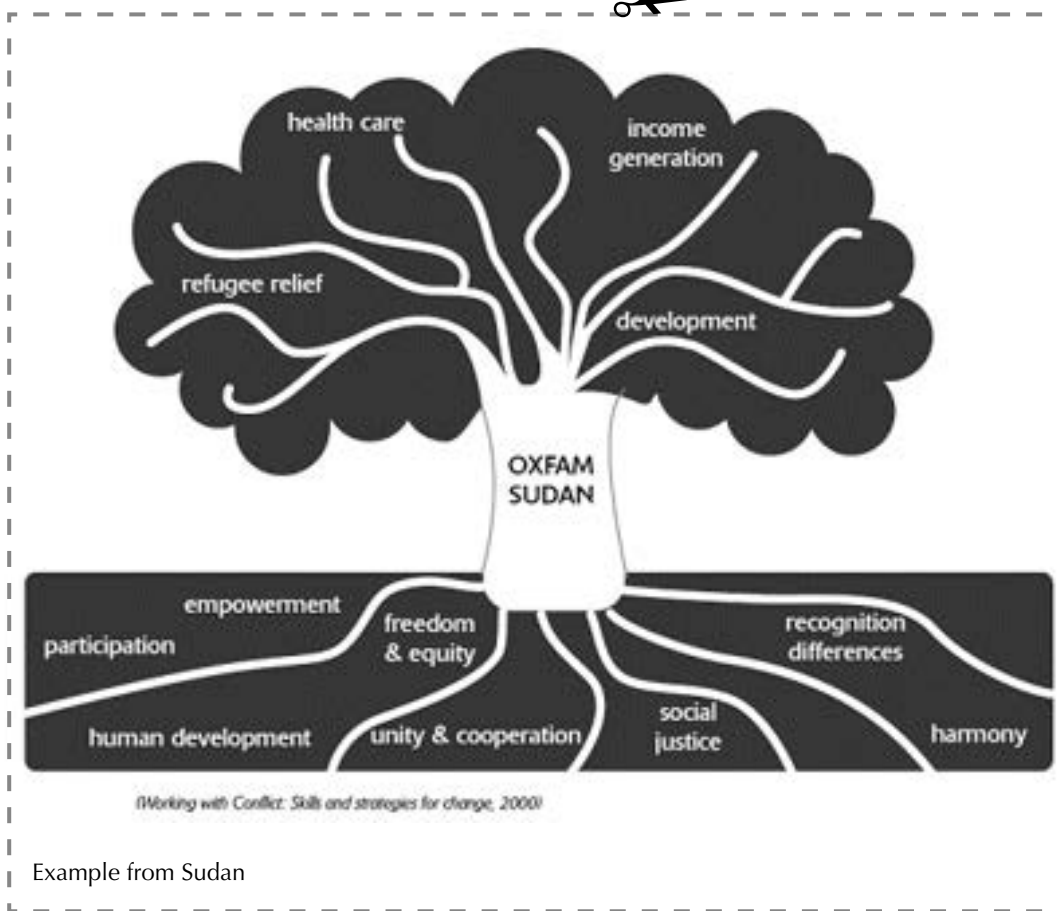 health care
income
generation
refugee relief
development
OXFAM
SUDAN
empowerment
participation
freedom
& equity
recognition
differences
human development
unity & cooperation
social
justice
harmony
(Working with Conflict: Skills and strategies for change, 2000)
Example from Sudan